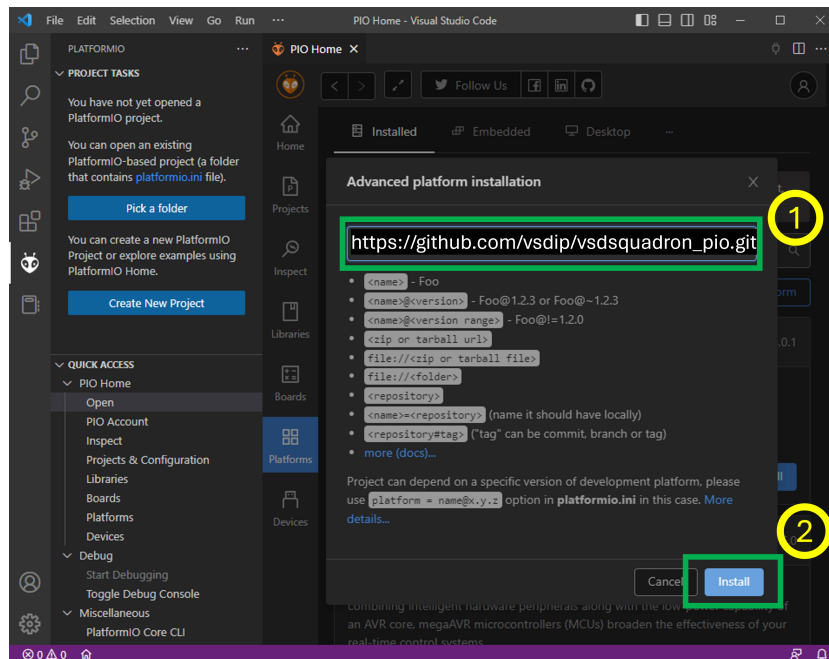 File Edit Selection View Go Run ··· PIO Home - Visual Studio Code
PLATFORMIO ···
PROJECT TASKS
You have not yet opened a
PlatformIO project.
You can open an existing
PlatformIO-based project (a folder
that contains platformio.ini file).
Pick a folder
You can create a new PlatformIO
Project or explore examples using
PlatformIO Home.
Create New Project
QUICK ACCESS
PIO Home
Open
PIO Account
Inspect
Projects & Configuration
Libraries
Boards
Platforms
Devices
Debug
Start Debugging
Toggle Debug Console
Miscellaneous
PlatformIO Core CLI
0 0
PIO Home
Follow Us
Home
Projects
Inspect
Libraries
Boards
Platforms
Devices
Installed Embedded Desktop ···
Advanced platform installation
1
https://github.com/vsdip/vsdsquadron_pio.git
<name> - Foo
<name>@<version> - Foo@1.2.3 or Foo@~1.2.3
<name>@<version range> - Foo@!=1.2.0
<zip or tarball url>
file://<zip or tarball file>
file://<folder>
<repository>
<name>=<repository> (name it should have locally)
<repository#tag> ("tag" can be commit, branch or tag)
more (docs)...
Project can depend on a specific version of development platform, please
use platform = name@x.y.z option in platformio.ini in this case. More
details...
2
Cancel Install
combining intelligent hardware peripherals along with the low-power capability of
an AVR core, megaAVR microcontrollers (MCUs) broaden the effectiveness of your
real-time control systems.